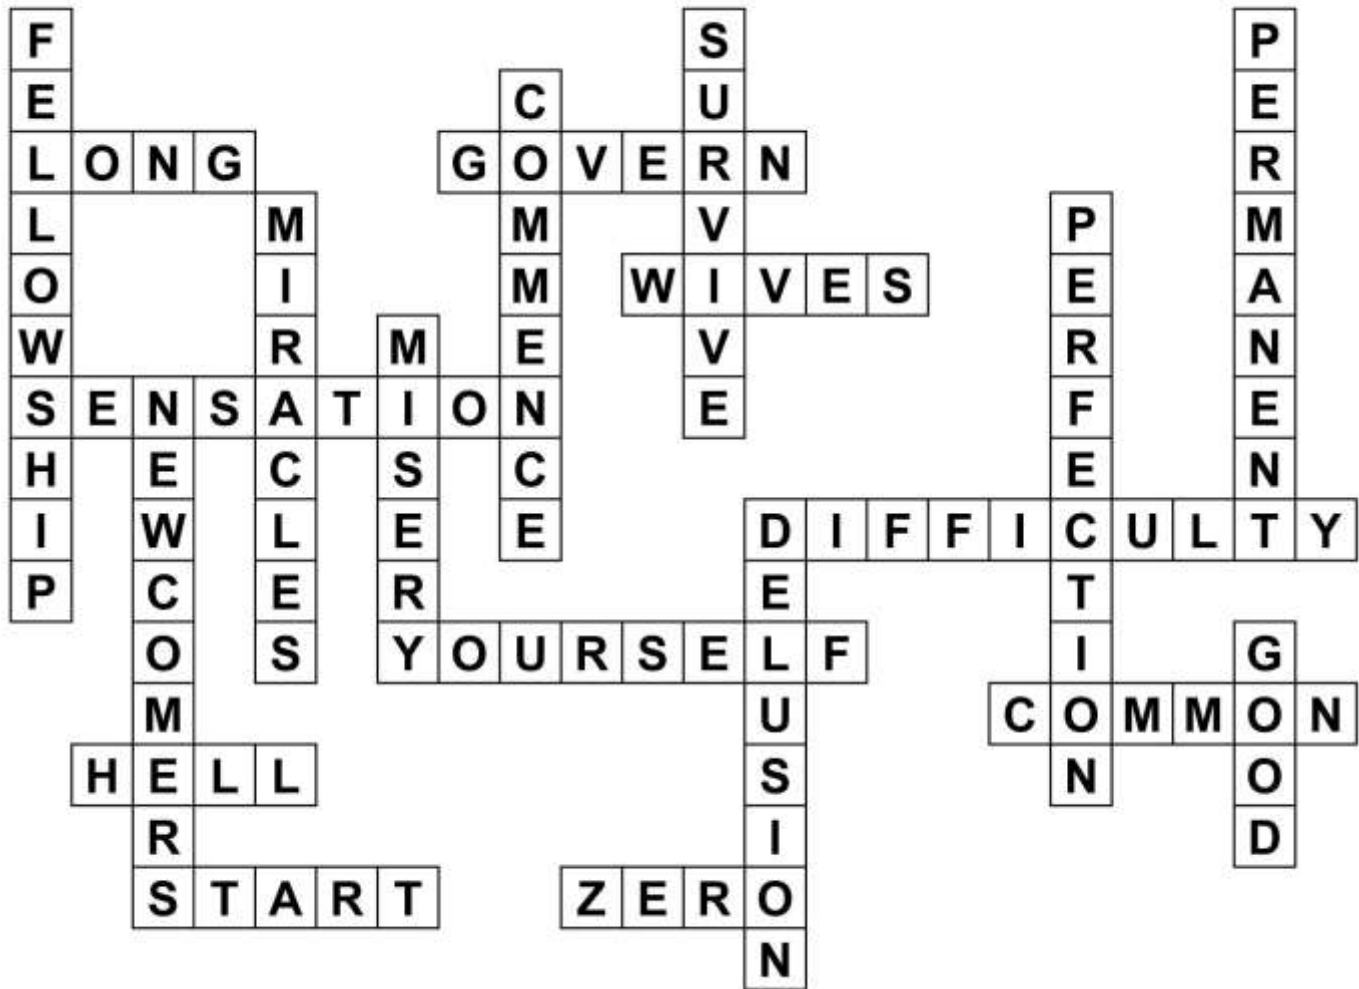 FELLOWSHIP
SURVIVE
PERMANENT
COMMENCE
LONG
GOVERN
MIRACLES
PERFECTION
WIVES
MISERY
SENSATION
NEWCOMERS
DIFFICULTY
DELUSION
YOURSELF
GOOD
COMMON
HELL
START
ZERO